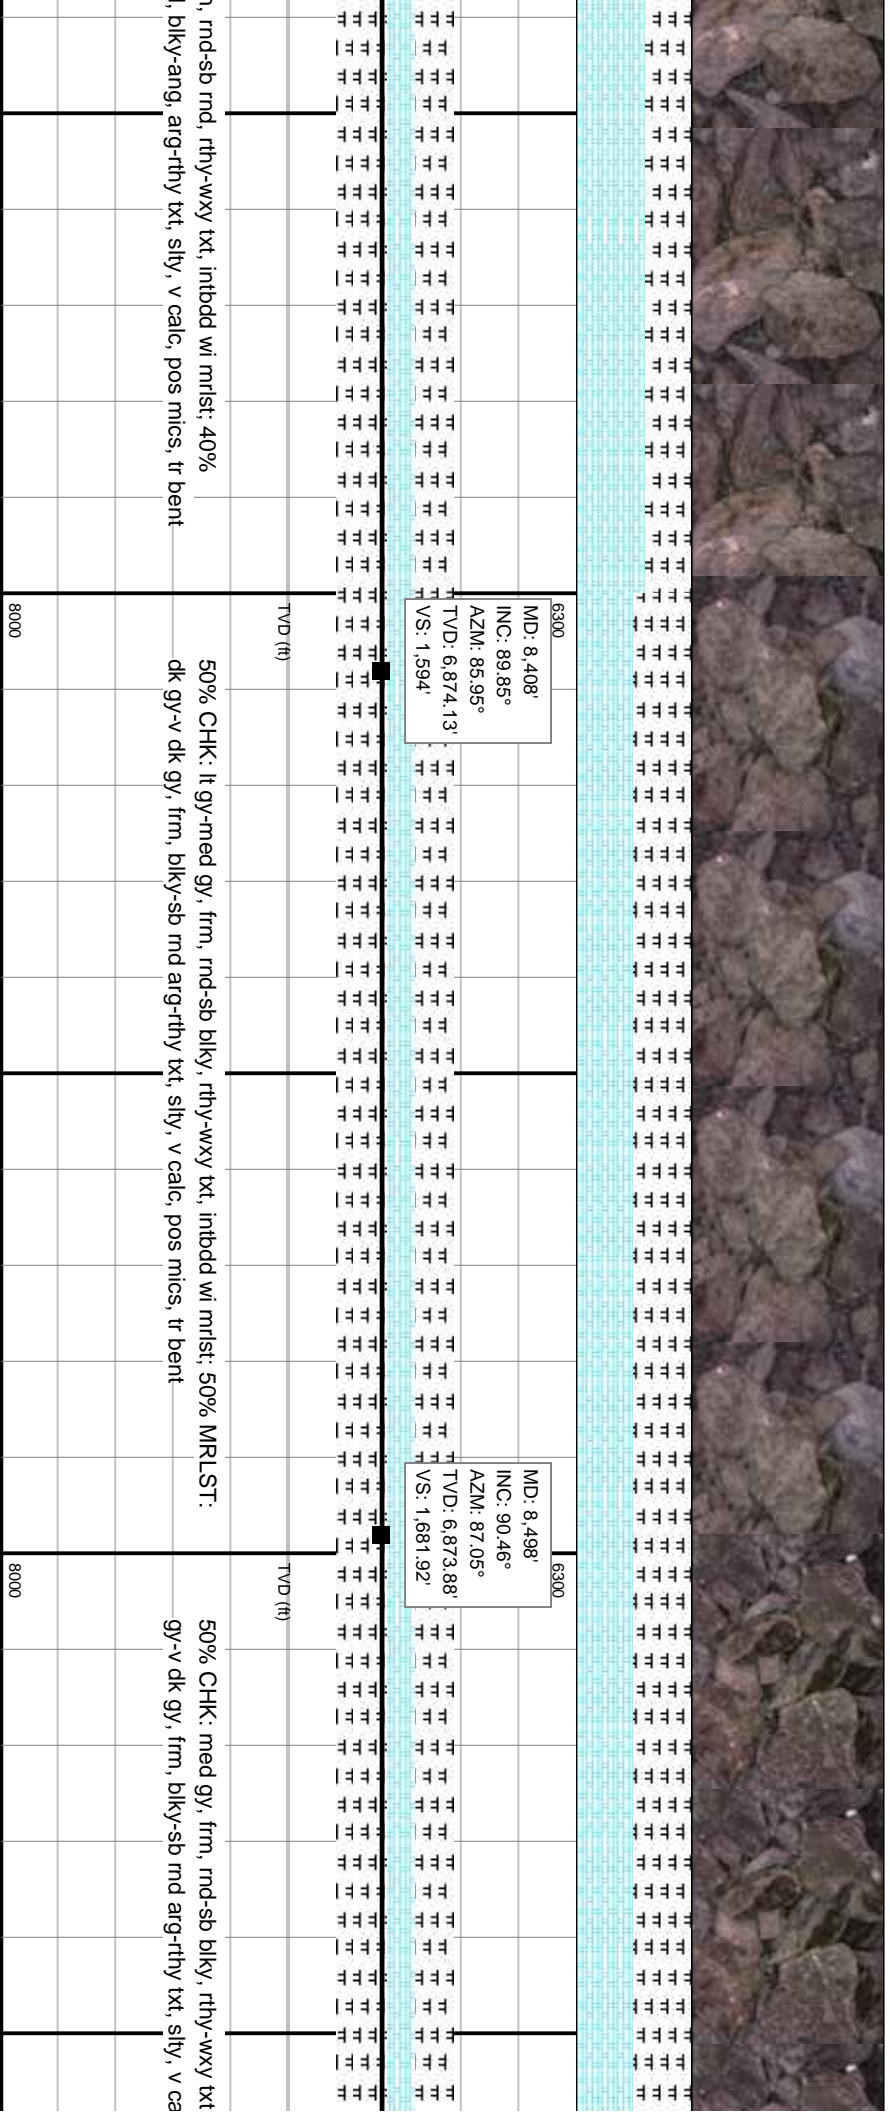 , rnd-sb rnd, rthy-wxy txt, intbdd wi mrlst; 40%
, blky-ang, arg-rthy txt, slty, v calc, pos mics, tr bent
6300
MD: 8,408'
INC: 89.85°
AZM: 85.95°
TVD: 6,874.13'
VS: 1,594'
TVD (ft)
8000
50% CHK: lt gy-med gy, frm, rnd-sb blky, rthy-wxy txt, intbdd wi mrlst; 50% MRLST:
dk gy-v dk gy, frm, blky-sb rnd arg-rthy txt, slty, v calc, pos mics, tr bent
6300
MD: 8,498'
INC: 90.46°
AZM: 87.05°
TVD: 6,873.88'
VS: 1,681.92'
TVD (ft)
8000
50% CHK: med gy, frm, rnd-sb blky, rthy-wxy txt
gy-v dk gy, frm, blky-sb rnd arg-rthy txt, slty, v ca